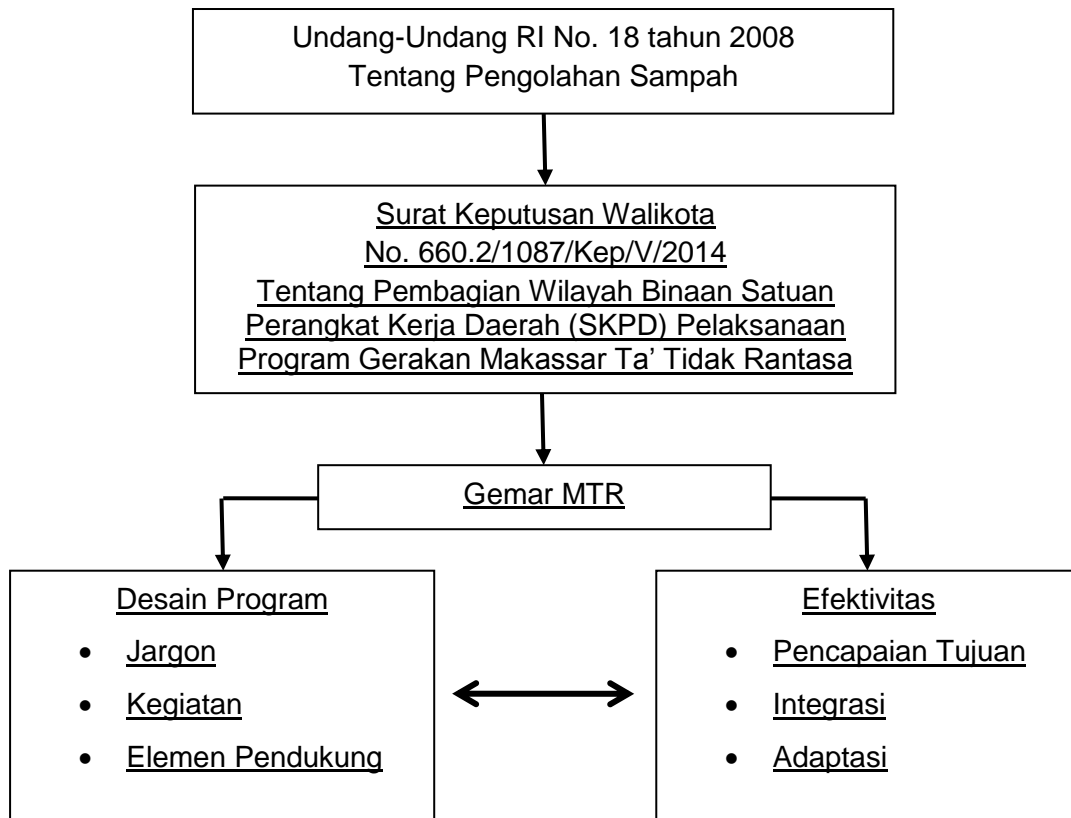 Undang-Undang RI No. 18 tahun 2008
Tentang Pengolahan Sampah
Surat Keputusan Walikota
No. 660.2/1087/Kep/V/2014
Tentang Pembagian Wilayah Binaan Satuan
Perangkat Kerja Daerah (SKPD) Pelaksanaan
Program Gerakan Makassar Ta’ Tidak Rantasa
Gemar MTR
Desain Program
• Jargon
• Kegiatan
• Elemen Pendukung
Efektivitas
• Pencapaian Tujuan
• Integrasi
• Adaptasi